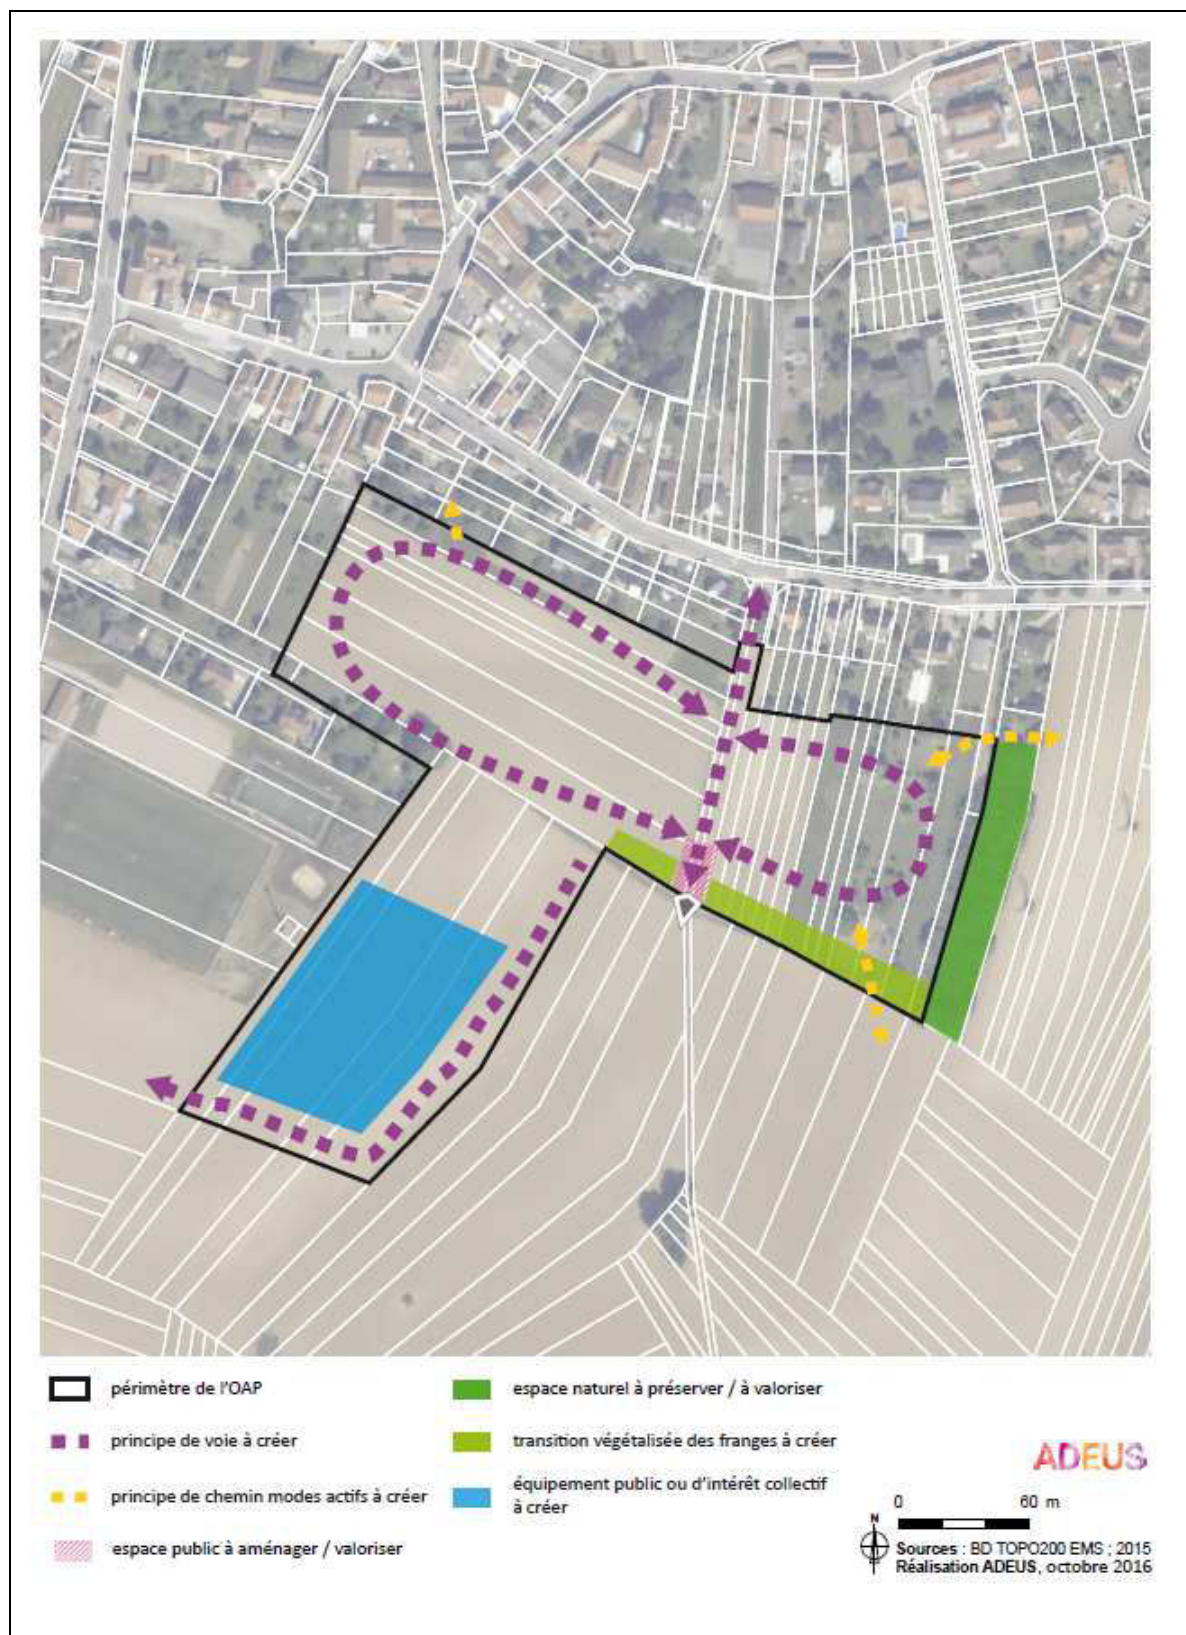 périmètre de l'OAP
principe de voie à créer
principe de chemin modes actifs à créer
espace public à aménager / valoriser
espace naturel à préserver / à valoriser
transition végétalisée des franges à créer
équipement public ou d'intérêt collectif
à créer
ADEUS
0 60 m
N
Sources : BD TOPO200 EMS ; 2015
Réalisation ADEUS, octobre 2016